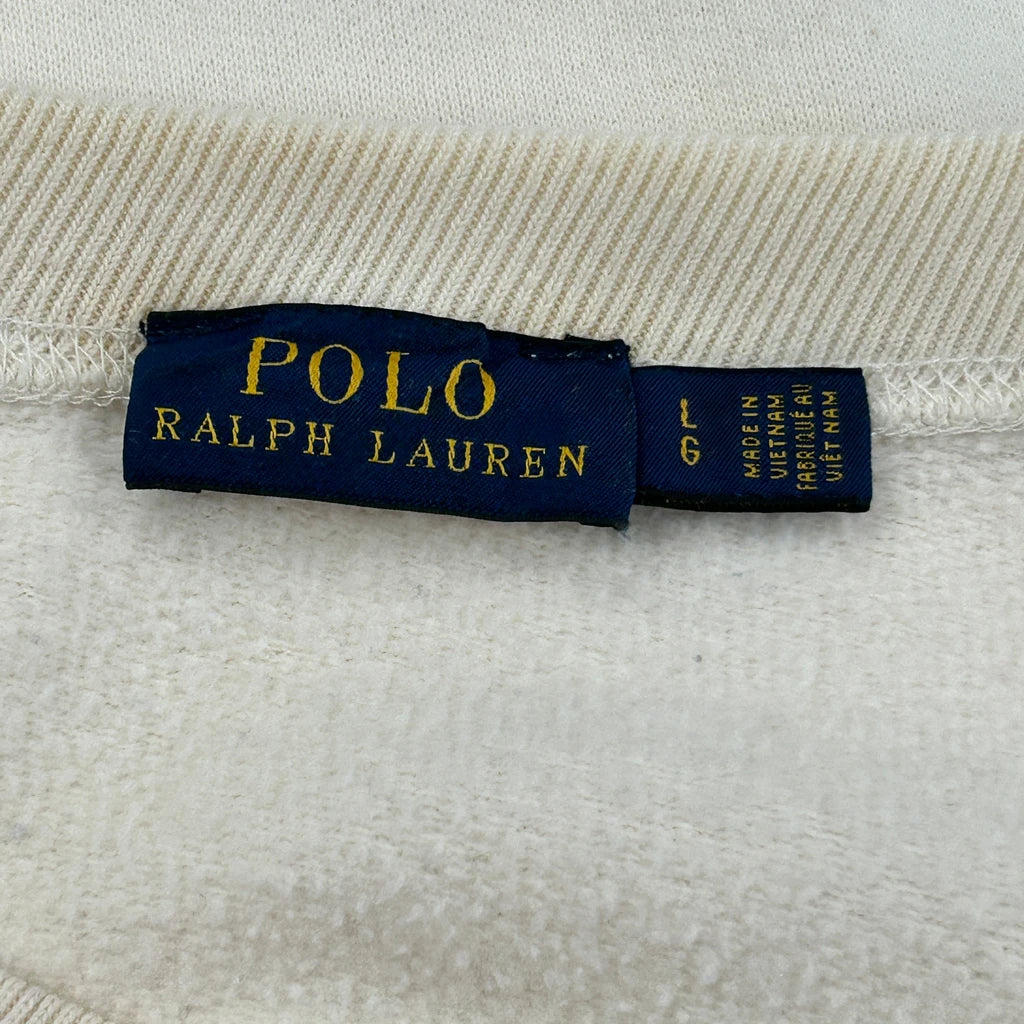 POLO
RALPH LAUREN
L
G
MADE IN
VIETNAM
FABRIQUÉ AU
VIÊT NAM